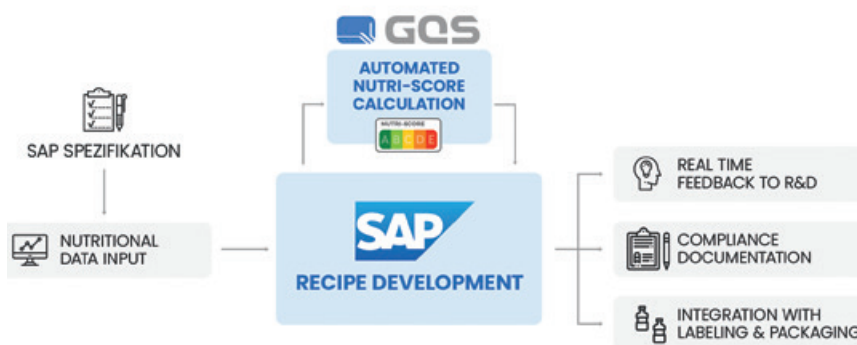 GQS
AUTOMATED
NUTRI-SCORE
CALCULATION
NUTRI-SCORE
A B C D E
SAP SPEZIFIKATION
NUTRITIONAL
DATA INPUT
SAP
RECIPE DEVELOPMENT
REAL TIME
FEEDBACK TO R&D
COMPLIANCE
DOCUMENTATION
INTEGRATION WITH
LABELING & PACKAGING